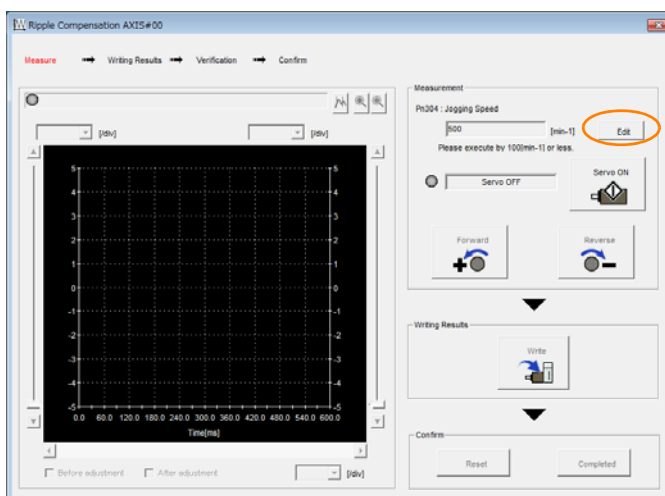 Ripple Compensation AXIS#00
Measure Writing Results Verification Confirm
[/div] [/div]
5 5
4 4
3 3
2 2
1 1
0 0
-1 -1
-2 -2
-3 -3
-4 -4
-5 -5
0.0 60.0 120.0 180.0 240.0 300.0 360.0 420.0 480.0 540.0 600.0
Time[ms]
Before adjustment After adjustment [/div]
Measurement
Pn304 : Jogging Speed
500 [min-1] Edit
Please execute by 100[min-1] or less.
Servo OFF
Servo ON
Forward Reverse
Writing Results
Write
Confirm
Reset Completed